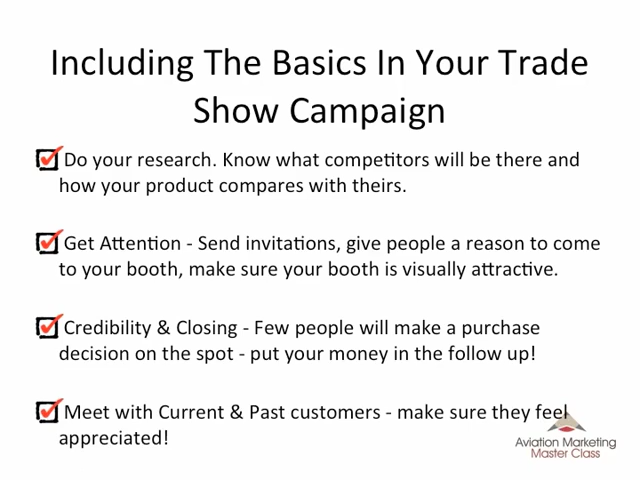 Including The Basics In Your Trade
Show Campaign
Do your research. Know what competitors will be there and
how your product compares with theirs.
Get Attention - Send invitations, give people a reason to come
to your booth, make sure your booth is visually attractive.
Credibility & Closing - Few people will make a purchase
decision on the spot - put your money in the follow up!
Meet with Current & Past customers - make sure they feel
appreciated!
Aviation Marketing
Master Class